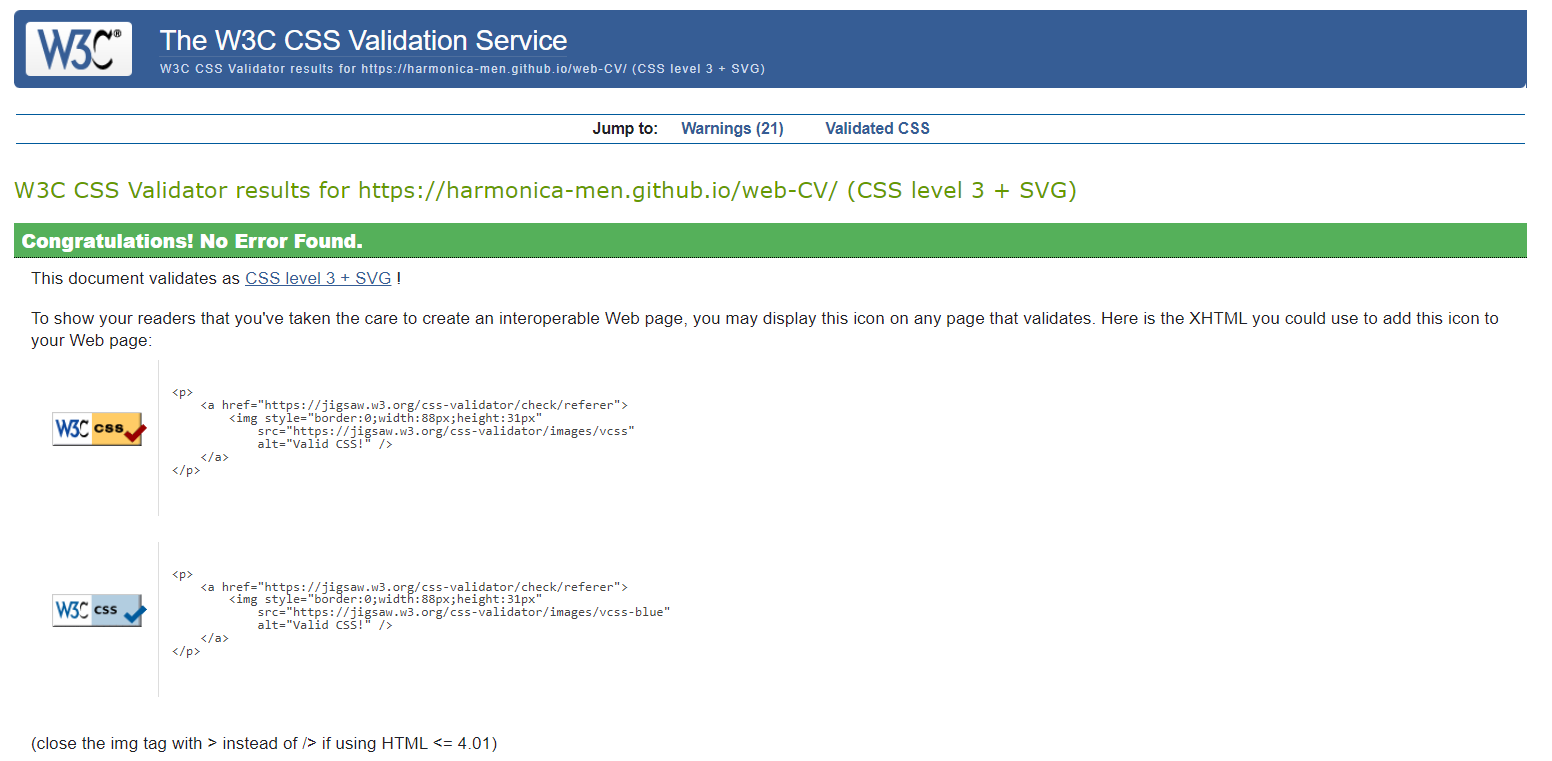 W3C®
The W3C CSS Validation Service
W3C CSS Validator results for https://harmonica-men.github.io/web-CV/ (CSS level 3 + SVG)
Jump to: Warnings (21) Validated CSS
W3C CSS Validator results for https://harmonica-men.github.io/web-CV/ (CSS level 3 + SVG)
Congratulations! No Error Found.
This document validates as CSS level 3 + SVG !
To show your readers that you've taken the care to create an interoperable Web page, you may display this icon on any page that validates. Here is the XHTML you could use to add this icon to
your Web page:
W3C css
<p>
    <a href="https://jigsaw.w3.org/css-validator/check/referer">
        <img style="border:0;width:88px;height:31px"
            src="https://jigsaw.w3.org/css-validator/images/vcss"
            alt="Valid CSS!" />
    </a>
</p>
W3C css
<p>
    <a href="https://jigsaw.w3.org/css-validator/check/referer">
        <img style="border:0;width:88px;height:31px"
            src="https://jigsaw.w3.org/css-validator/images/vcss-blue"
            alt="Valid CSS!" />
    </a>
</p>
(close the img tag with > instead of /> if using HTML <= 4.01)